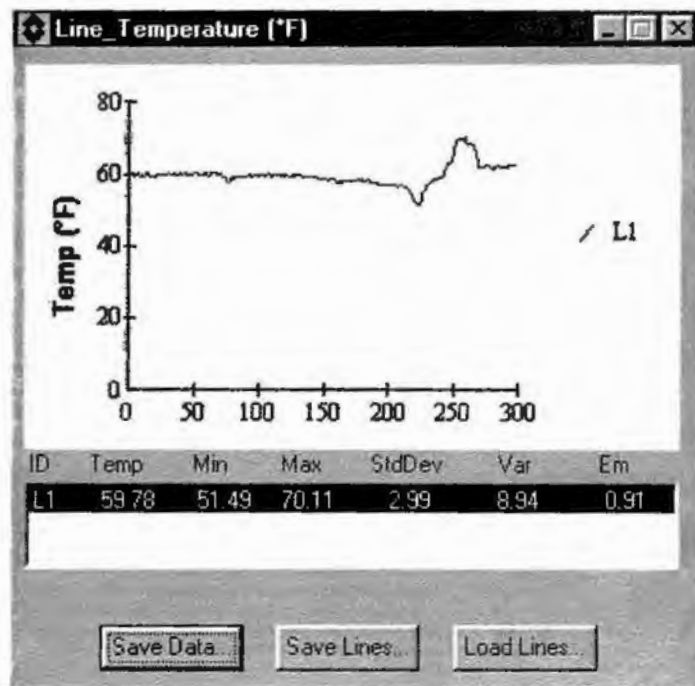 Line_Temperature (°F)
80
60
40
20
0
Temp (°F)
0 50 100 150 200 250 300
L1
ID Temp Min Max StdDev Var Em
L1 59.78 51.49 70.11 2.99 8.94 0.91
Save Data... Save Lines... Load Lines...